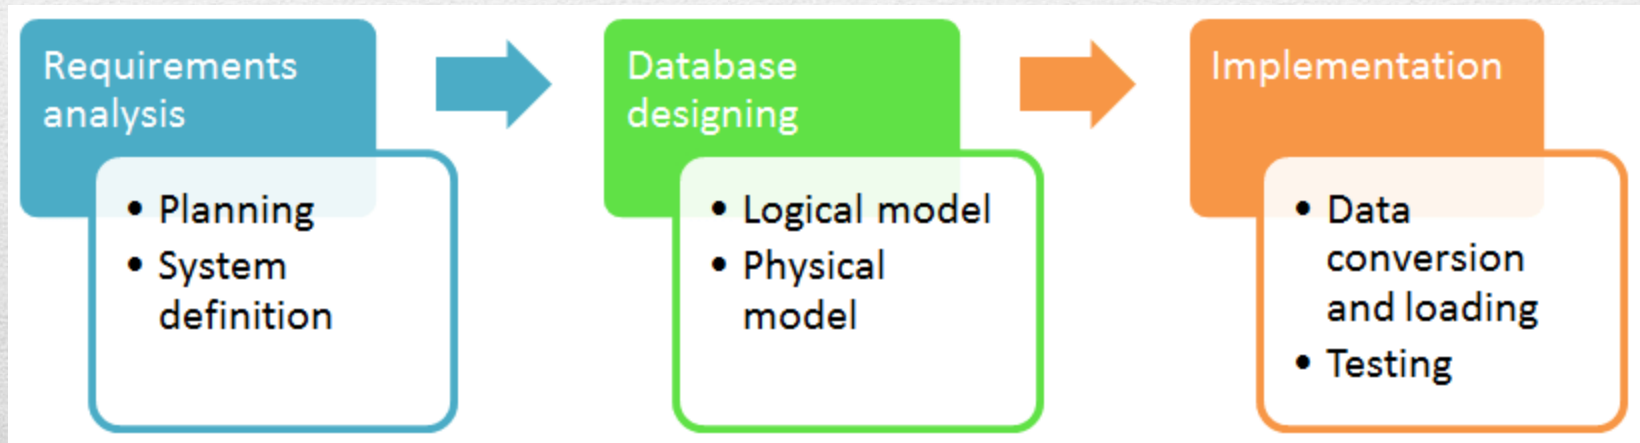 Requirements
analysis
• Planning
• System
definition
Database
designing
• Logical model
• Physical
model
Implementation
• Data
conversion
and loading
• Testing